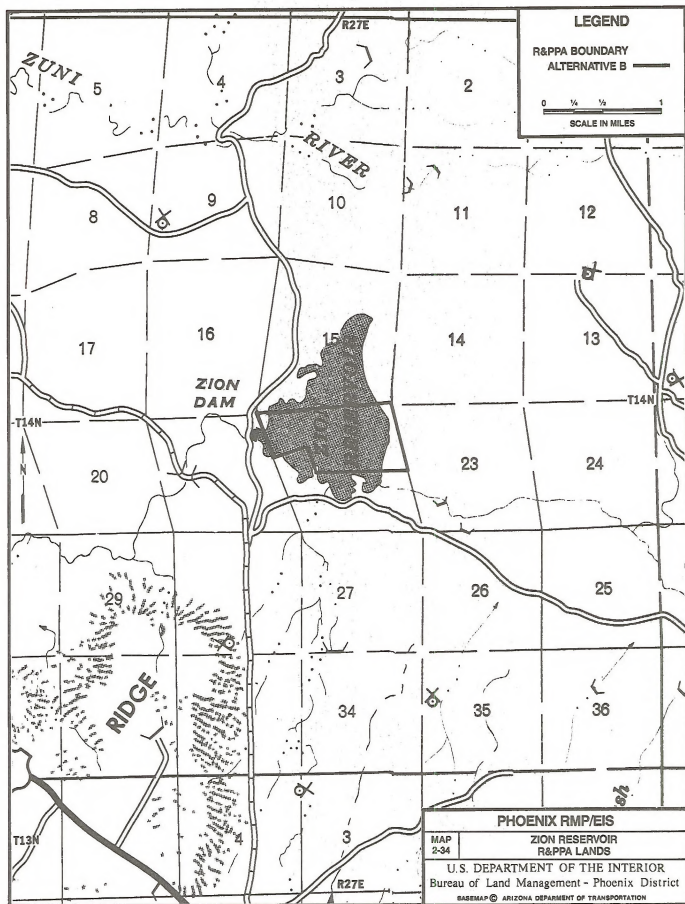 R27E
LEGEND
R&PPA BOUNDARY
ALTERNATIVE B
0 ¼ ½ 1
SCALE IN MILES
ZUNI
5
4
3
2
RIVER
8
9
10
11
12
17
16
15
14
13
ZION
DAM
ZION
RESERVOIR
T14N
T14N
N
20
23
24
29
27
26
25
RIDGE
34
35
36
sh
T13N
4
3
R27E
PHOENIX RMP/EIS
MAP
2-34
ZION RESERVOIR
R&PPA LANDS
U.S. DEPARTMENT OF THE INTERIOR
Bureau of Land Management - Phoenix District
BASEMAP © ARIZONA DEPARMENT OF TRANSPORTATION